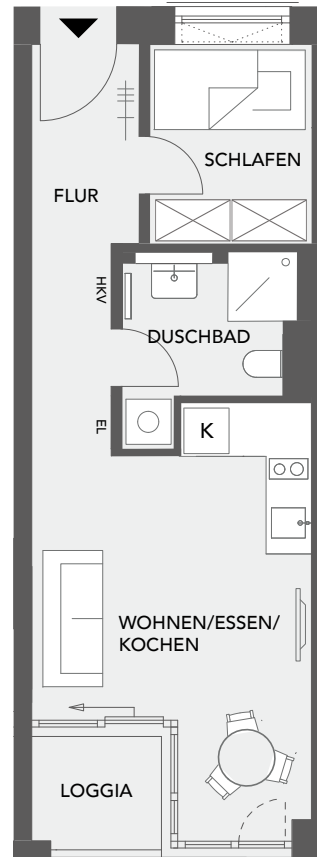 SCHLAFEN
FLUR
HKV
DUSCHBAD
EL
K
WOHNEN/ESSEN/
KOCHEN
LOGGIA